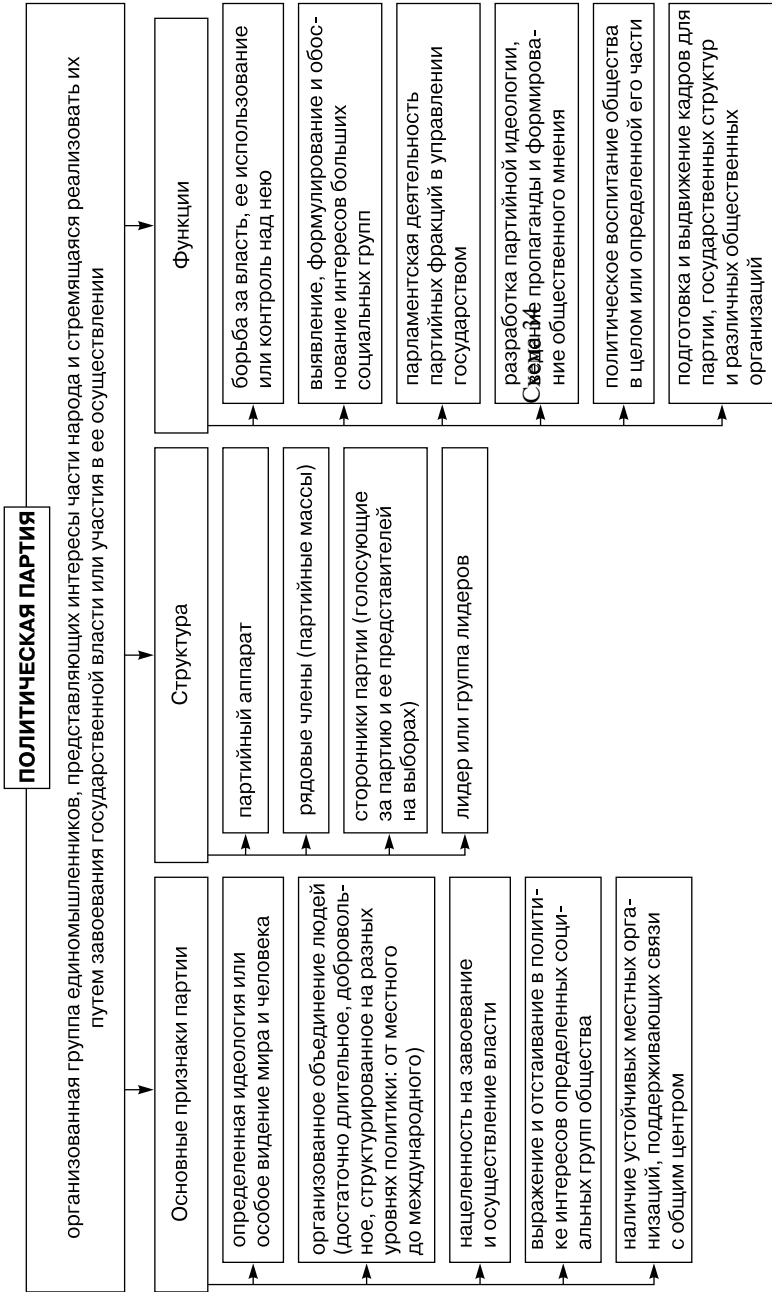 ПОЛИТИЧЕСКАЯ ПАРТИЯ
организованная группа единомышленников, представляющих интересы части народа и стремящаяся реализовать их
путем завоевания государственной власти или участия в ее осуществлении
Основные признаки партии
определенная идеология или
особое видение мира и человека
организованное объединение людей
(достаточно длительное, доброволь-
ное, структурированное на разных
уровнях политики: от местного
до международного)
нацеленность на завоевание
и осуществление власти
выражение и отстаивание в полити-
ке интересов определенных соци-
альных групп общества
наличие устойчивых местных орга-
низаций, поддерживающих связи
с общим центром
Структура
партийный аппарат
рядовые члены (партийные массы)
сторонники партии (голосующие
за партию и ее представителей
на выборах)
лидер или группа лидеров
Функции
борьба за власть, ее использование
или контроль над нею
выявление, формулирование и обос-
нование интересов больших
социальных групп
парламентская деятельность
партийных фракций в управлении
государством
разработка партийной идеологии,
ведение пропаганды и формирова-
ние общественного мнения
политическое воспитание общества
в целом или определенной его части
подготовка и выдвижение кадров для
партии, государственных структур
и различных общественных
организаций
Схема 34